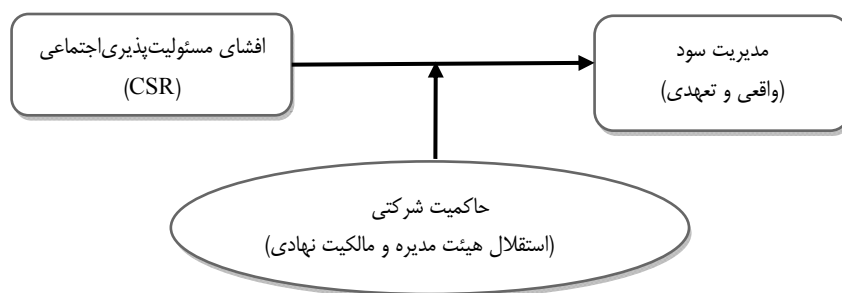 افشای مسئولیت‌پذیری‌اجتماعی
(CSR)
مدیریت سود
(واقعی و تعهدی)
حاکمیت شرکتی
(استقلال هیئت مدیره و مالکیت نهادی)